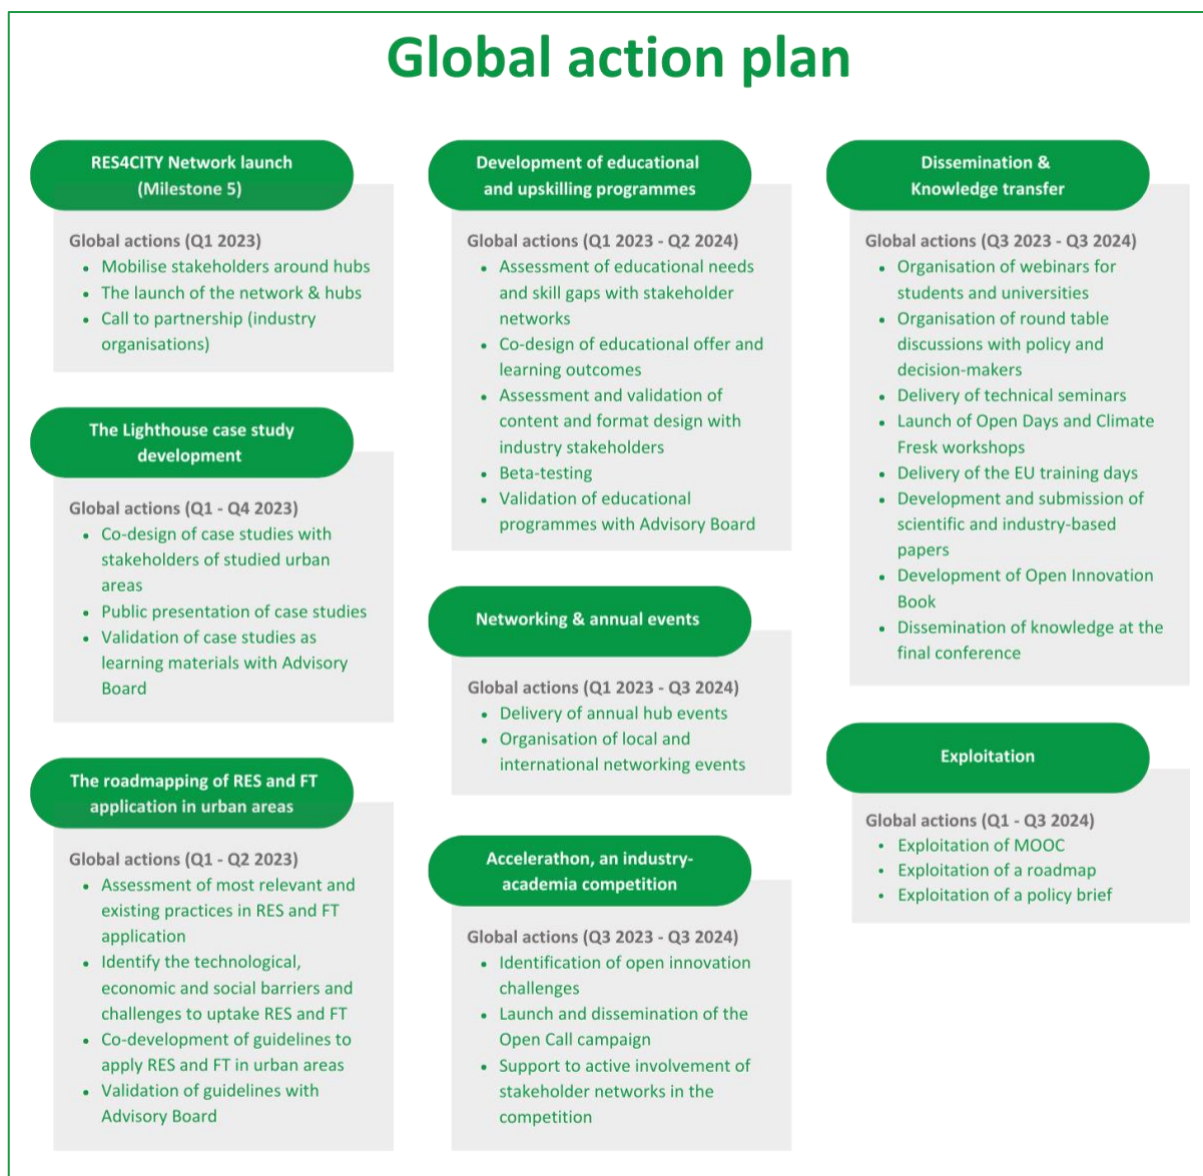 Global action plan
RES4CITY Network launch
(Milestone 5)
Global actions (Q1 2023)
• Mobilise stakeholders around hubs
• The launch of the network & hubs
• Call to partnership (industry
organisations)
The Lighthouse case study
development
Global actions (Q1 - Q4 2023)
• Co-design of case studies with
stakeholders of studied urban
areas
• Public presentation of case studies
• Validation of case studies as
learning materials with Advisory
Board
The roadmapping of RES and FT
application in urban areas
Global actions (Q1 - Q2 2023)
• Assessment of most relevant and
existing practices in RES and FT
application
• Identify the technological,
economic and social barriers and
challenges to uptake RES and FT
• Co-development of guidelines to
apply RES and FT in urban areas
• Validation of guidelines with
Advisory Board
Development of educational
and upskilling programmes
Global actions (Q1 2023 - Q2 2024)
• Assessment of educational needs
and skill gaps with stakeholder
networks
• Co-design of educational offer and
learning outcomes
• Assessment and validation of
content and format design with
industry stakeholders
• Beta-testing
• Validation of educational
programmes with Advisory Board
Networking & annual events
Global actions (Q1 2023 - Q3 2024)
• Delivery of annual hub events
• Organisation of local and
international networking events
Accelerathon, an industry-
academia competition
Global actions (Q3 2023 - Q3 2024)
• Identification of open innovation
challenges
• Launch and dissemination of the
Open Call campaign
• Support to active involvement of
stakeholder networks in the
competition
Dissemination &
Knowledge transfer
Global actions (Q3 2023 - Q3 2024)
• Organisation of webinars for
students and universities
• Organisation of round table
discussions with policy and
decision-makers
• Delivery of technical seminars
• Launch of Open Days and Climate
Fresk workshops
• Delivery of the EU training days
• Development and submission of
scientific and industry-based
papers
• Development of Open Innovation
Book
• Dissemination of knowledge at the
final conference
Exploitation
Global actions (Q1 - Q3 2024)
• Exploitation of MOOC
• Exploitation of a roadmap
• Exploitation of a policy brief